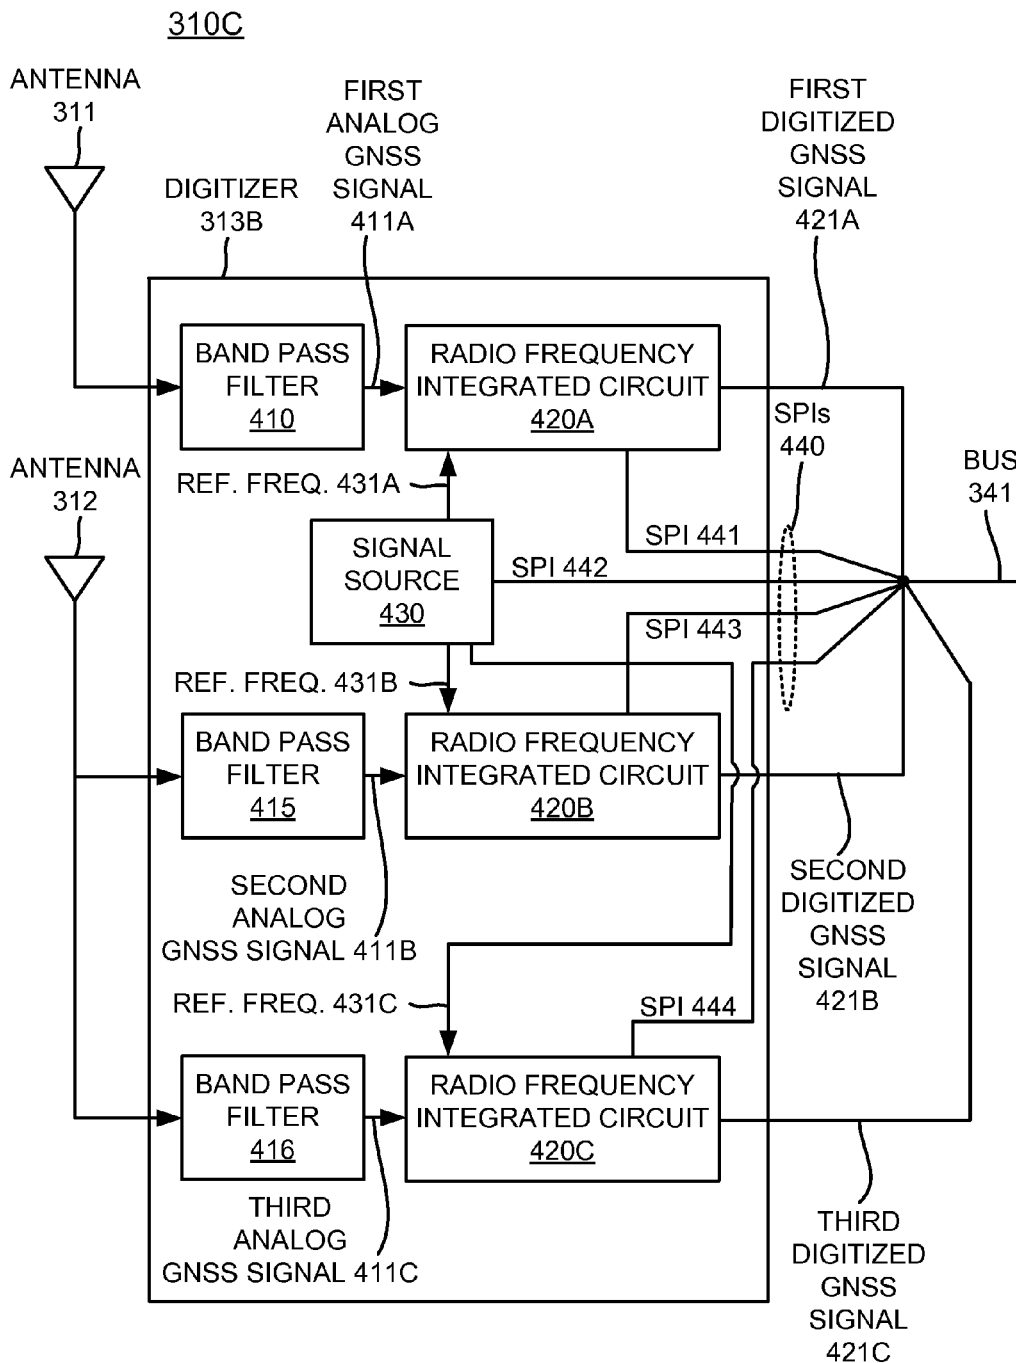 310C
ANTENNA
311
FIRST
ANALOG
GNSS
SIGNAL
411A
FIRST
DIGITIZED
GNSS
SIGNAL
421A
DIGITIZER
313B
BAND PASS
FILTER
410
RADIO FREQUENCY
INTEGRATED CIRCUIT
420A
SPIs
440
ANTENNA
312
REF. FREQ. 431A
BUS
341
SIGNAL
SOURCE
430
SPI 441
SPI 442
SPI 443
REF. FREQ. 431B
BAND PASS
FILTER
415
RADIO FREQUENCY
INTEGRATED CIRCUIT
420B
SECOND
ANALOG
GNSS SIGNAL 411B
SECOND
DIGITIZED
GNSS
SIGNAL
421B
REF. FREQ. 431C
SPI 444
BAND PASS
FILTER
416
RADIO FREQUENCY
INTEGRATED CIRCUIT
420C
THIRD
ANALOG
GNSS SIGNAL 411C
THIRD
DIGITIZED
GNSS
SIGNAL
421C